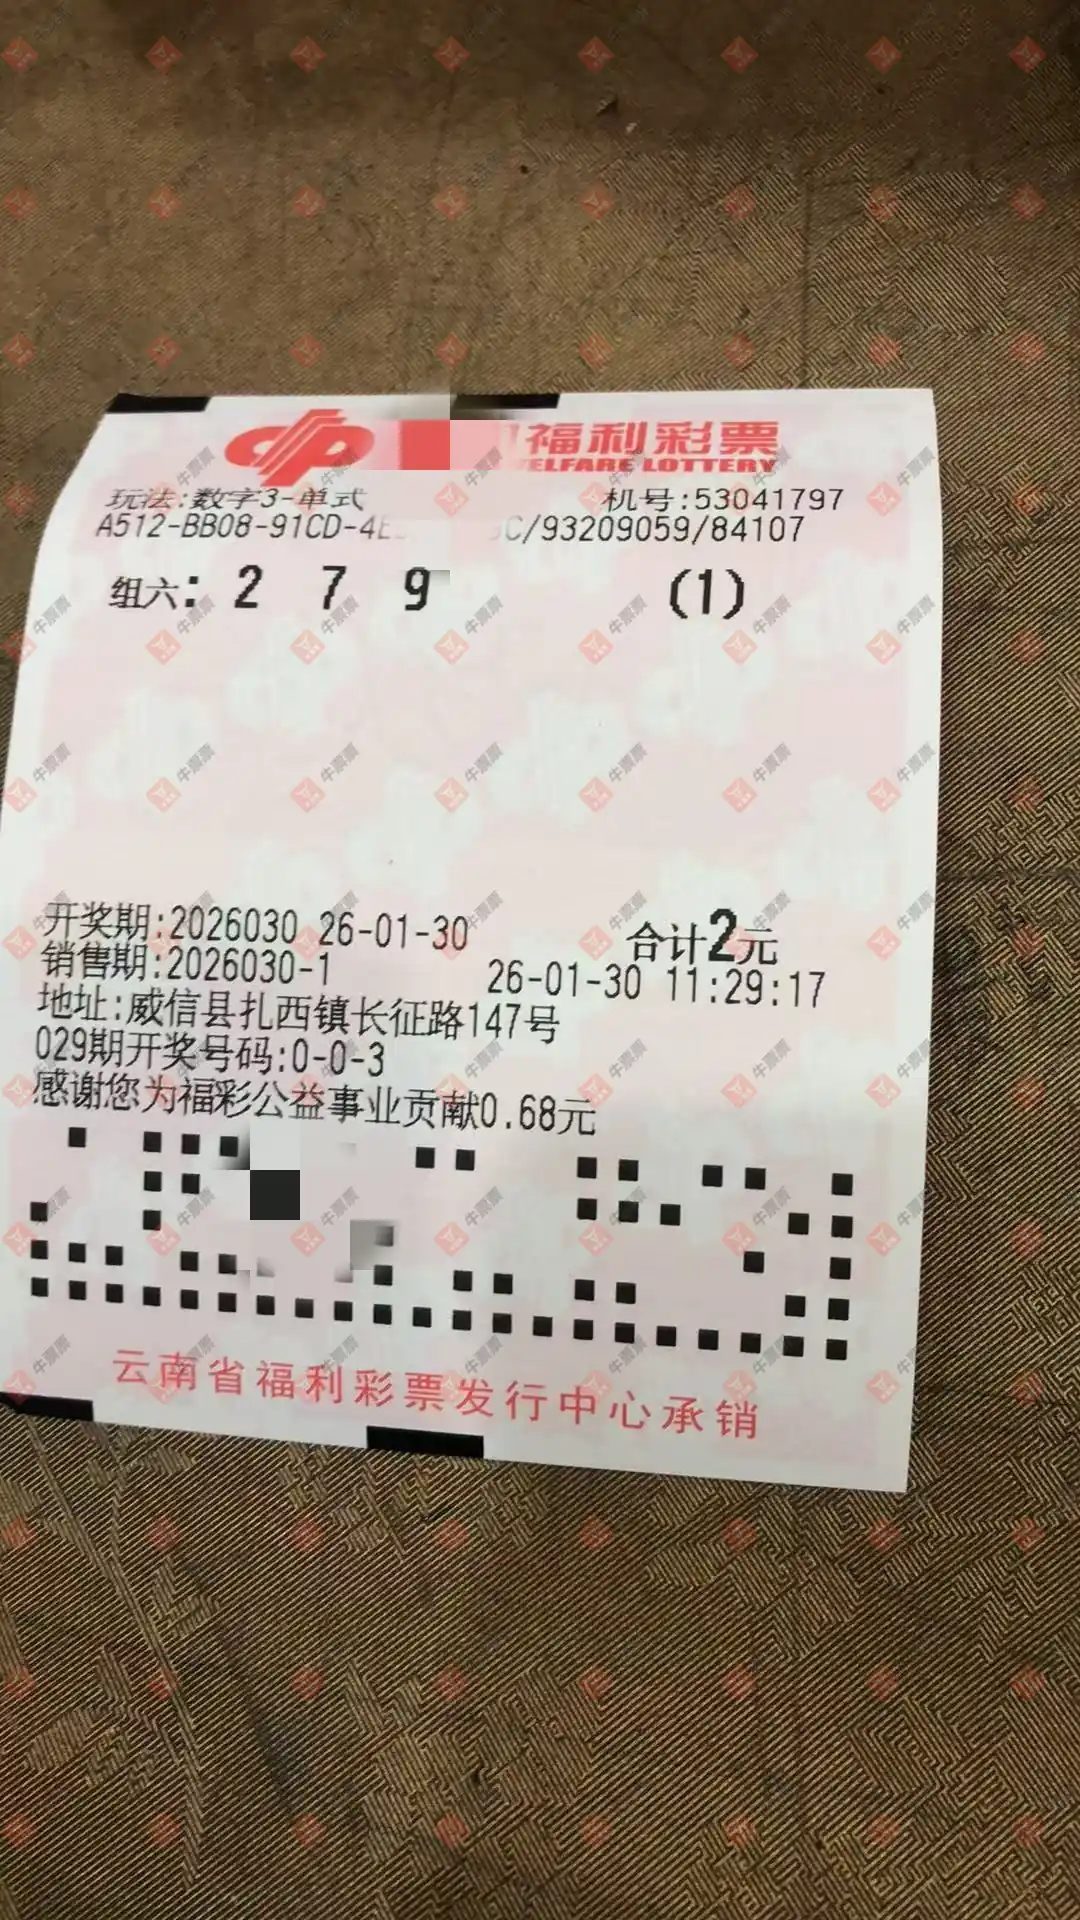 福利彩票
ELFARE LOTTERY
玩法:数字3-单式 机号:53041797
A512-BB08-91CD-4E C/93209059/84107
组六: 2 7 9 (1)
开奖期:2026030 26-01-30 合计2元
销售期:2026030-1 26-01-30 11:29:17
地址:威信县扎西镇长征路147号
029期开奖号码:0-0-3
感谢您为福彩公益事业贡献0.68元
云南省福利彩票发行中心承销
牛票票